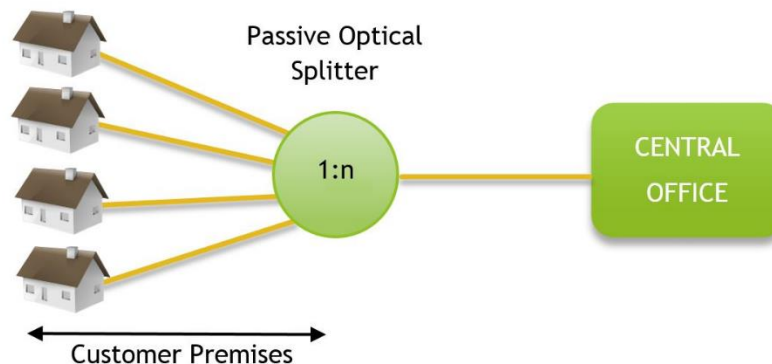 Passive Optical
Splitter
1:n
CENTRAL
OFFICE
Customer Premises